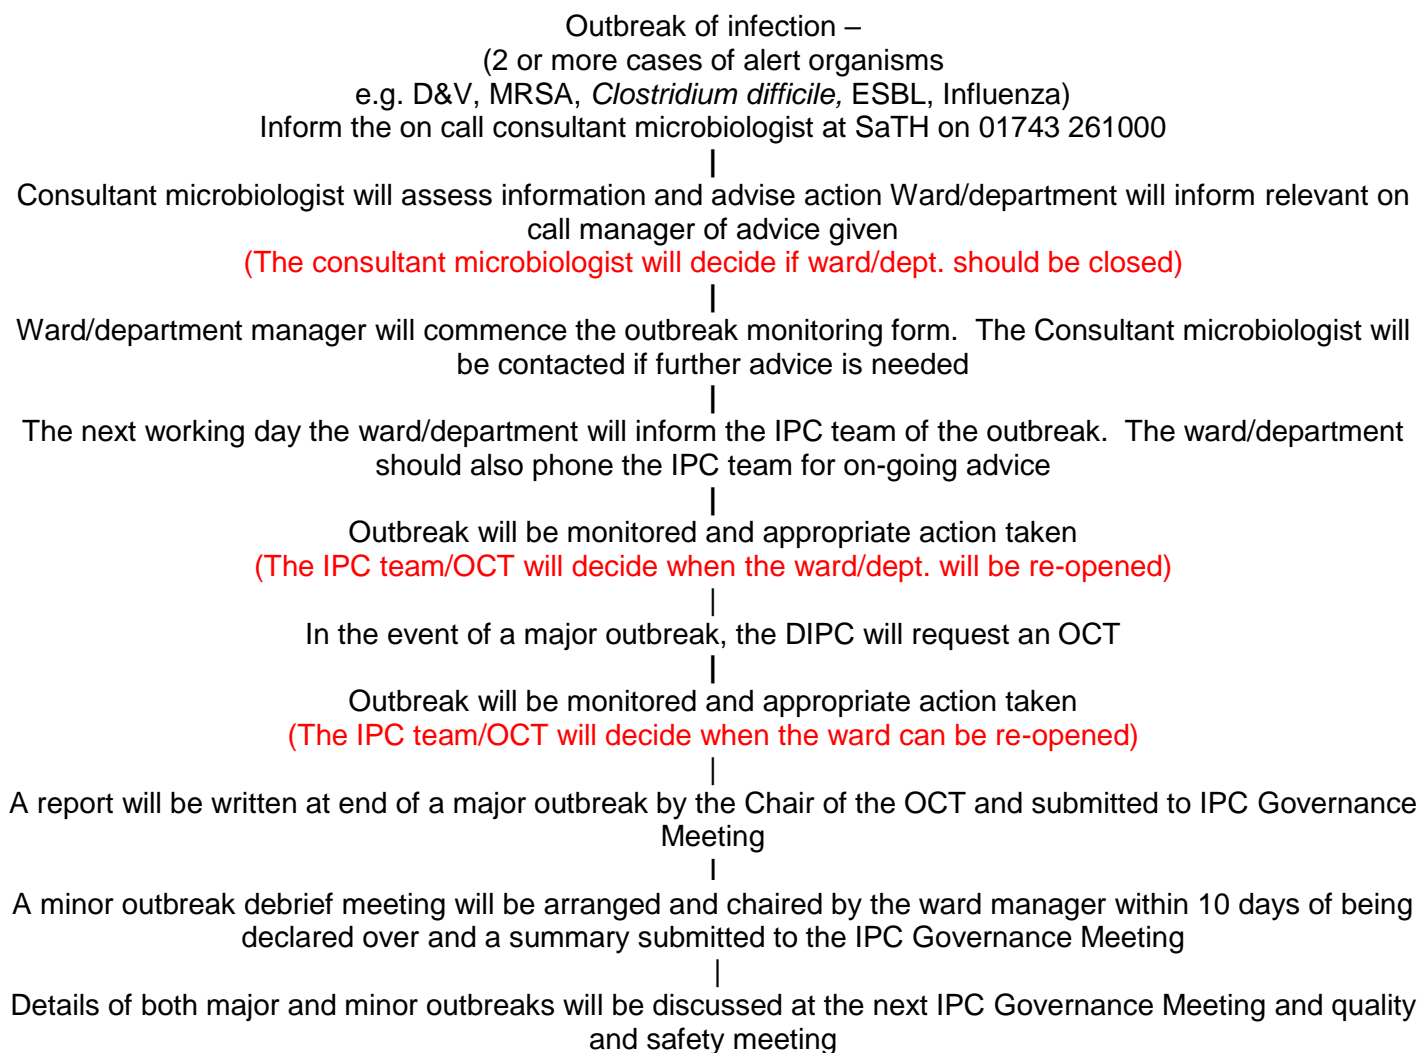 Outbreak of infection –
(2 or more cases of alert organisms
e.g. D&V, MRSA, Clostridium difficile, ESBL, Influenza)
Inform the on call consultant microbiologist at SaTH on 01743 261000
|
Consultant microbiologist will assess information and advise action Ward/department will inform relevant on
call manager of advice given
(The consultant microbiologist will decide if ward/dept. should be closed)
|
Ward/department manager will commence the outbreak monitoring form.  The Consultant microbiologist will
be contacted if further advice is needed
|
The next working day the ward/department will inform the IPC team of the outbreak.  The ward/department
should also phone the IPC team for on-going advice
|
Outbreak will be monitored and appropriate action taken
(The IPC team/OCT will decide when the ward/dept. will be re-opened)
|
In the event of a major outbreak, the DIPC will request an OCT
|
Outbreak will be monitored and appropriate action taken
(The IPC team/OCT will decide when the ward can be re-opened)
|
A report will be written at end of a major outbreak by the Chair of the OCT and submitted to IPC Governance
Meeting
|
A minor outbreak debrief meeting will be arranged and chaired by the ward manager within 10 days of being
declared over and a summary submitted to the IPC Governance Meeting
|
Details of both major and minor outbreaks will be discussed at the next IPC Governance Meeting and quality
and safety meeting